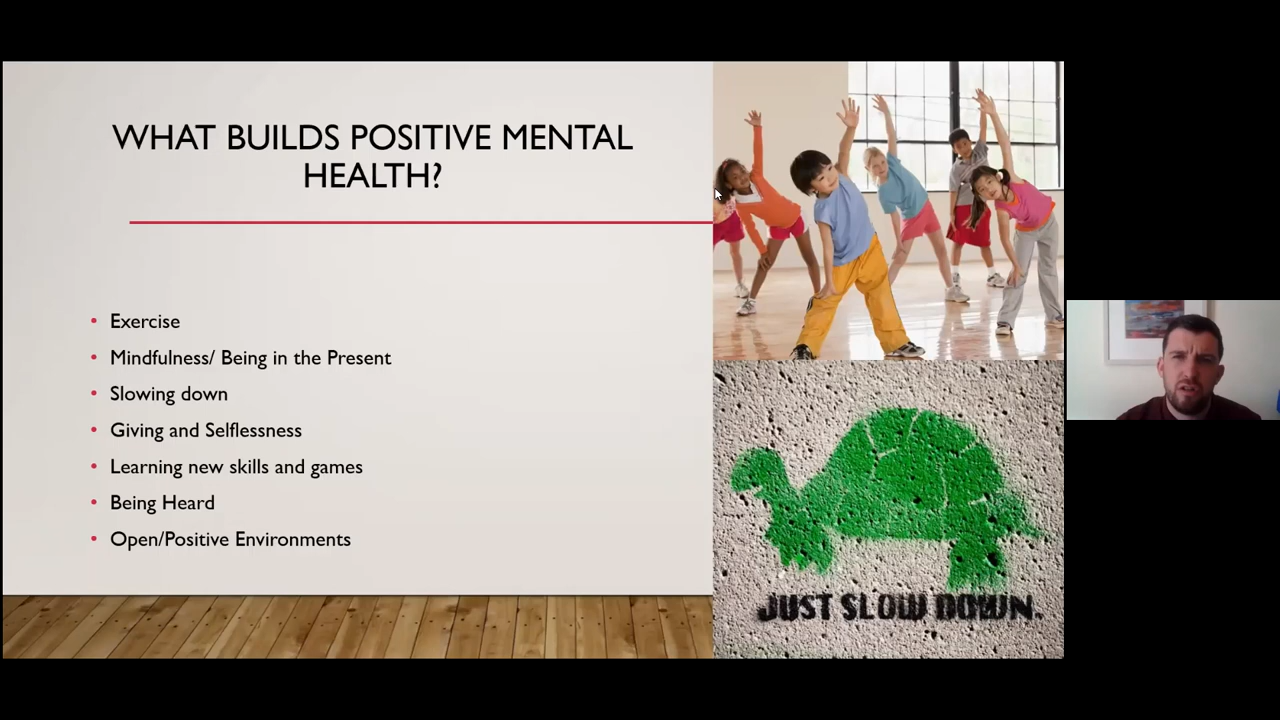 WHAT BUILDS POSITIVE MENTAL
HEALTH?
• Exercise
• Mindfulness/ Being in the Present
• Slowing down
• Giving and Selflessness
• Learning new skills and games
• Being Heard
• Open/Positive Environments
JUST SLOW DOWN.